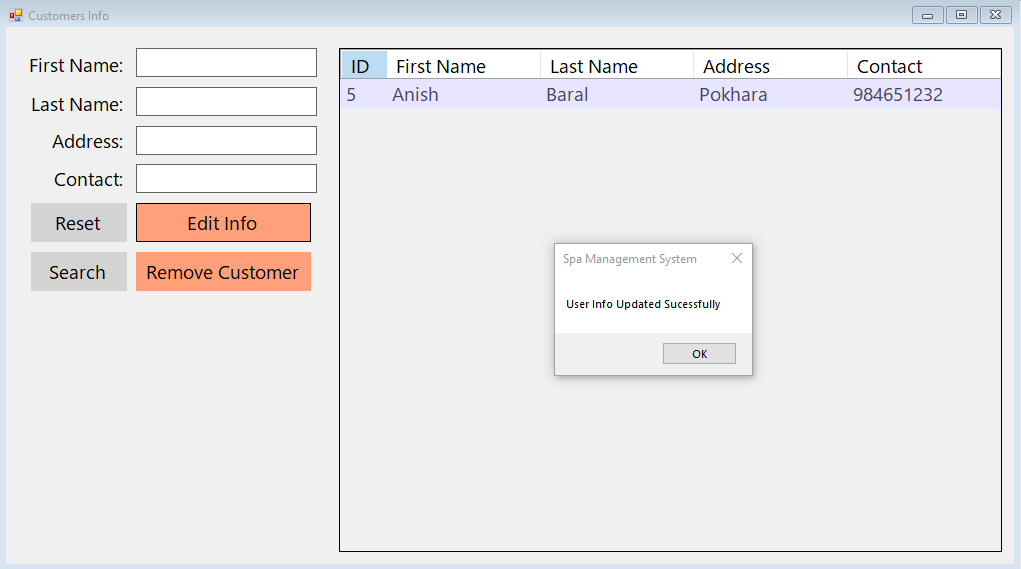 Customers Info
First Name:
Last Name:
Address:
Contact:
Reset
Edit Info
Search
Remove Customer
ID First Name Last Name Address Contact
5 Anish Baral Pokhara 984651232
Spa Management System
User Info Updated Sucessfully
OK